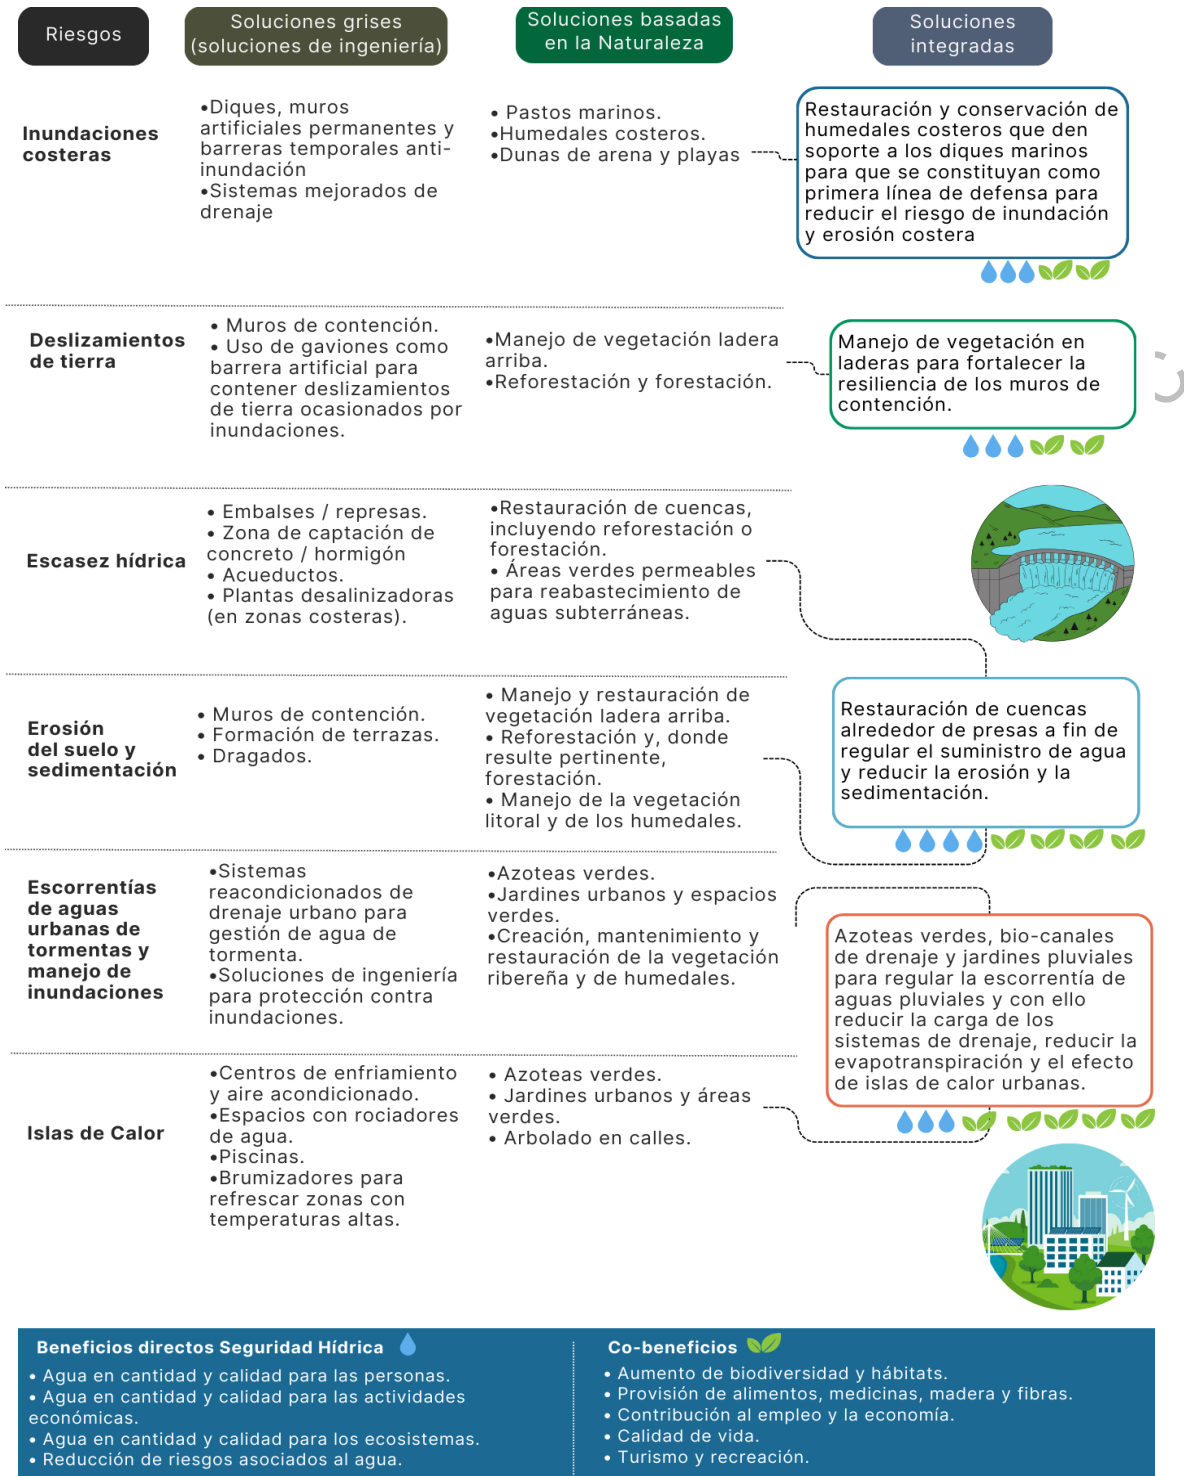 Riesgos
Soluciones grises
(soluciones de ingeniería)
Soluciones basadas
en la Naturaleza
Soluciones
integradas
Inundaciones
costeras
•Diques, muros
artificiales permanentes y
barreras temporales anti-
inundación
•Sistemas mejorados de
drenaje
• Pastos marinos.
•Humedales costeros.
•Dunas de arena y playas
Restauración y conservación de
humedales costeros que den
soporte a los diques marinos
para que se constituyan como
primera línea de defensa para
reducir el riesgo de inundación
y erosión costera
Deslizamientos
de tierra
• Muros de contención.
• Uso de gaviones como
barrera artificial para
contener deslizamientos
de tierra ocasionados por
inundaciones.
•Manejo de vegetación ladera
arriba.
•Reforestación y forestación.
Manejo de vegetación en
laderas para fortalecer la
resiliencia de los muros de
contención.
Escasez hídrica
• Embalses / represas.
• Zona de captación de
concreto / hormigón
• Acueductos.
• Plantas desalinizadoras
(en zonas costeras).
•Restauración de cuencas,
incluyendo reforestación o
forestación.
• Áreas verdes permeables
para reabastecimiento de
aguas subterráneas.
Erosión
del suelo y
sedimentación
• Muros de contención.
• Formación de terrazas.
• Dragados.
• Manejo y restauración de
vegetación ladera arriba.
• Reforestación y, donde
resulte pertinente,
forestación.
• Manejo de la vegetación
litoral y de los humedales.
Restauración de cuencas
alrededor de presas a fin de
regular el suministro de agua
y reducir la erosión y la
sedimentación.
Escorrentías
de aguas
urbanas de
tormentas y
manejo de
inundaciones
•Sistemas
reacondicionados de
drenaje urbano para
gestión de agua de
tormenta.
•Soluciones de ingeniería
para protección contra
inundaciones.
•Azoteas verdes.
•Jardines urbanos y espacios
verdes.
•Creación, mantenimiento y
restauración de la vegetación
ribereña y de humedales.
Azoteas verdes, bio-canales
de drenaje y jardines pluviales
para regular la escorrentía de
aguas pluviales y con ello
reducir la carga de los
sistemas de drenaje, reducir la
evapotranspiración y el efecto
de islas de calor urbanas.
Islas de Calor
•Centros de enfriamiento
y aire acondicionado.
•Espacios con rociadores
de agua.
•Piscinas.
•Brumizadores para
refrescar zonas con
temperaturas altas.
• Azoteas verdes.
• Jardines urbanos y áreas
verdes.
• Arbolado en calles.
Beneficios directos Seguridad Hídrica
• Agua en cantidad y calidad para las personas.
• Agua en cantidad y calidad para las actividades
económicas.
• Agua en cantidad y calidad para los ecosistemas.
• Reducción de riesgos asociados al agua.
Co-beneficios
• Aumento de biodiversidad y hábitats.
• Provisión de alimentos, medicinas, madera y fibras.
• Contribución al empleo y la economía.
• Calidad de vida.
• Turismo y recreación.